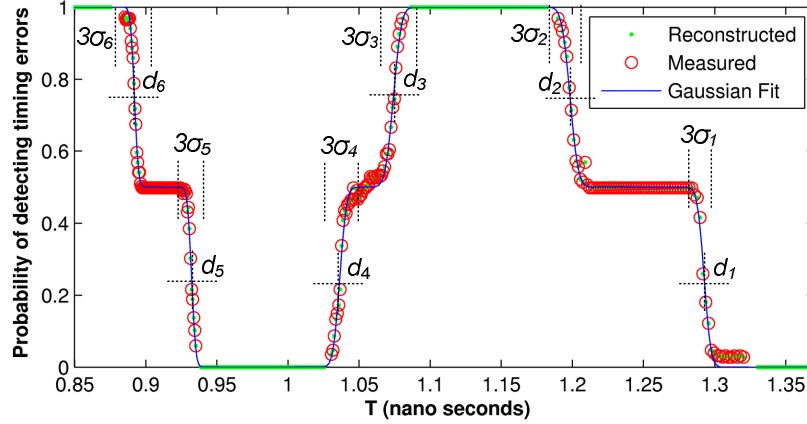 Probability of detecting timing errors
1
0.8
0.6
0.4
0.2
0
3σ6
d6
3σ5
d5
3σ4
d4
3σ3
d3
3σ2
d2
3σ1
d1
Reconstructed
Measured
Gaussian Fit
0.85 0.9 0.95 1 1.05 1.1 1.15 1.2 1.25 1.3 1.35
T (nano seconds)